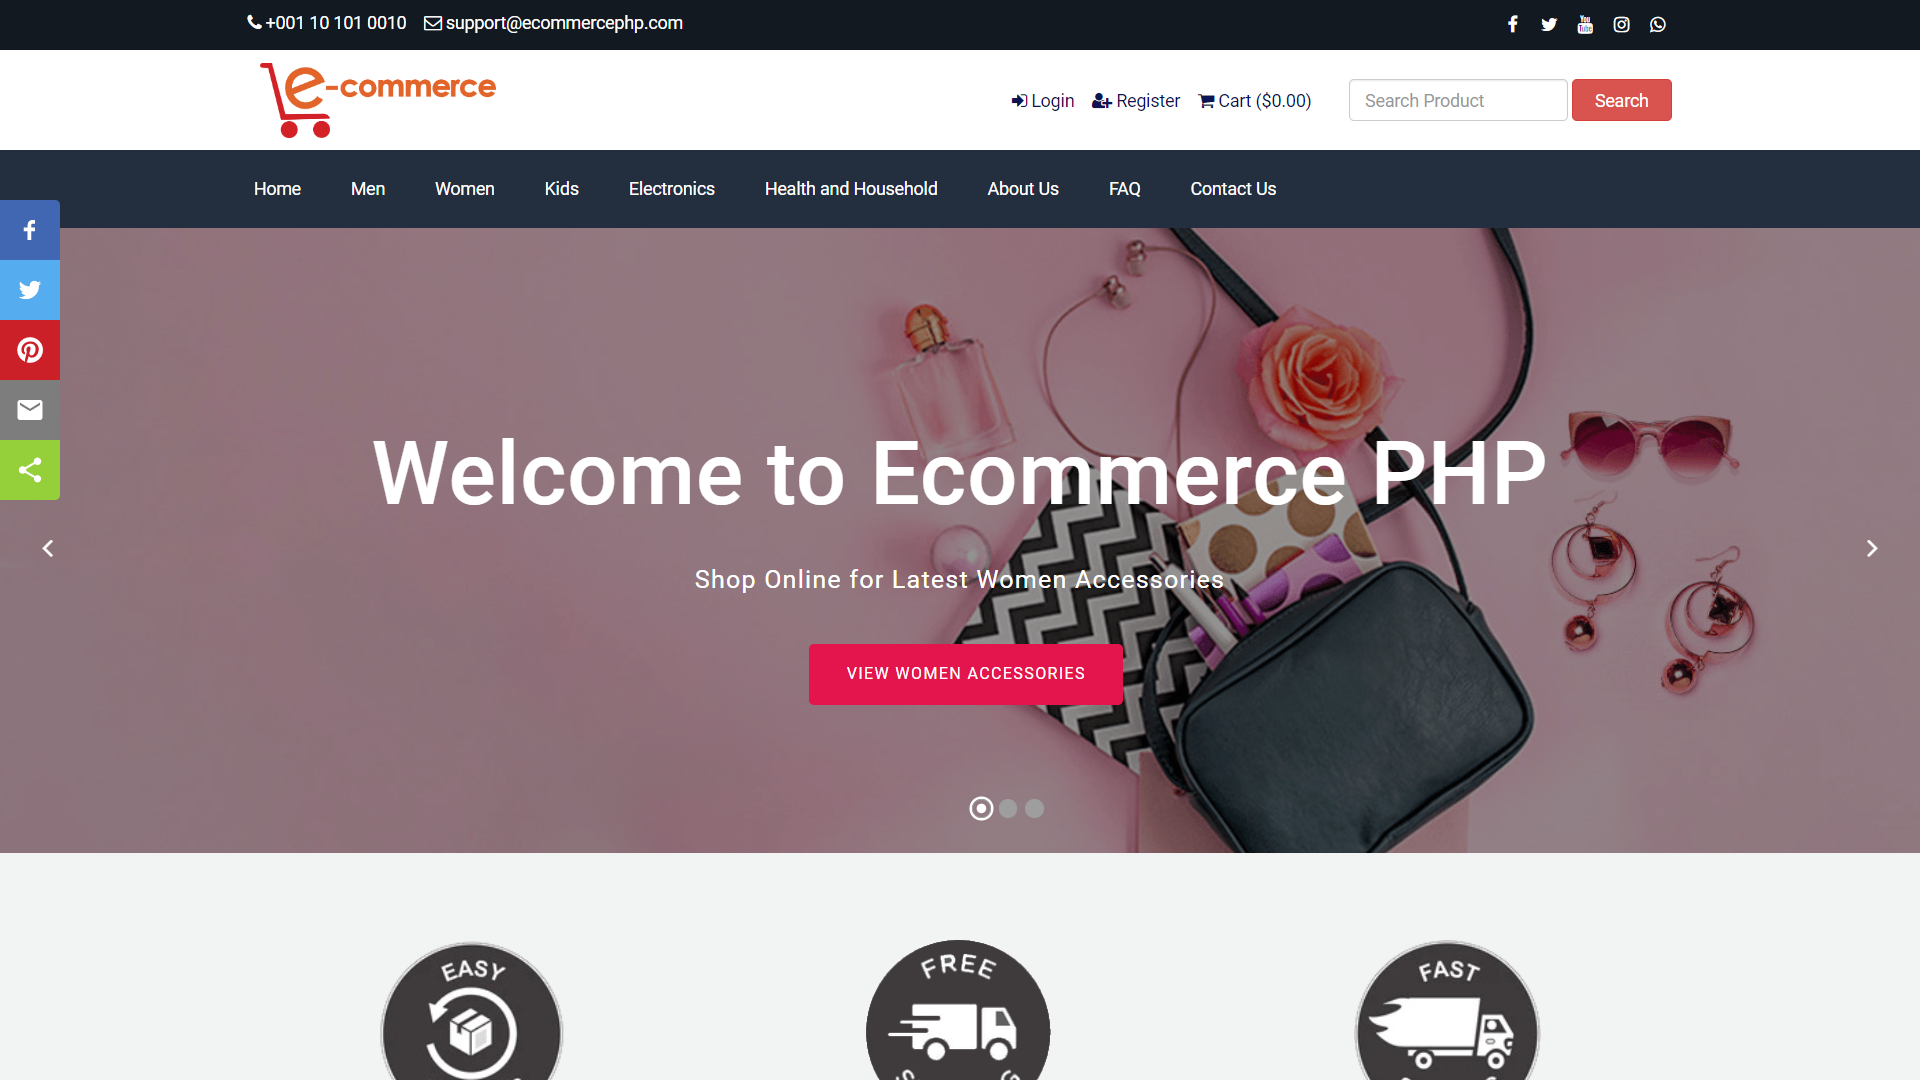 +001 10 101 0010 support@ecommercephp.com
You Tube
e-commerce
Login Register Cart ($0.00) Search Product Search
Home Men Women Kids Electronics Health and Household About Us FAQ Contact Us
Welcome to Ecommerce PHP
Shop Online for Latest Women Accessories
VIEW WOMEN ACCESSORIES
EASY FREE FAST